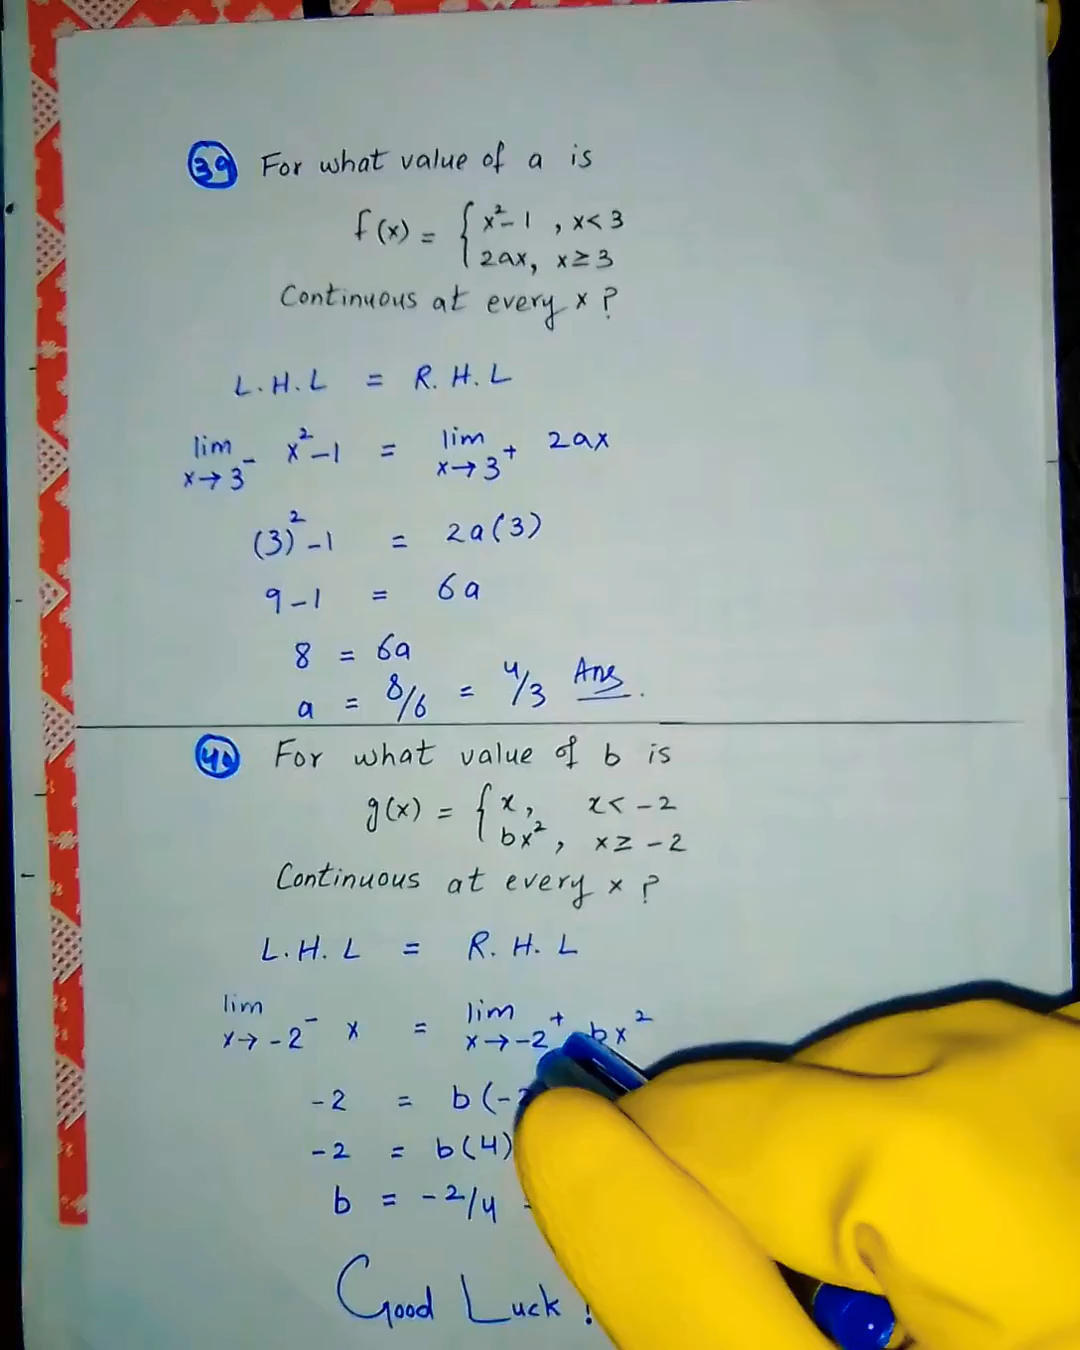 39 For what value of a is
f(x) = { x²-1 , x<3
2ax, x≥3
Continuous at every x ?
L.H.L = R.H.L
lim x→3⁻ x²-1 = lim x→3⁺ 2ax
(3)²-1 = 2a(3)
9-1 = 6a
8 = 6a
a = 8/6 = 4/3 Ans.
40 For what value of b is
g(x) = { x, x< -2
bx², x≥ -2
Continuous at every x ?
L.H.L = R.H.L
lim x→-2⁻ x = lim x→-2⁺ bx²
-2 = b(-
-2 = b(4)
b = -2/4
Good Luck !